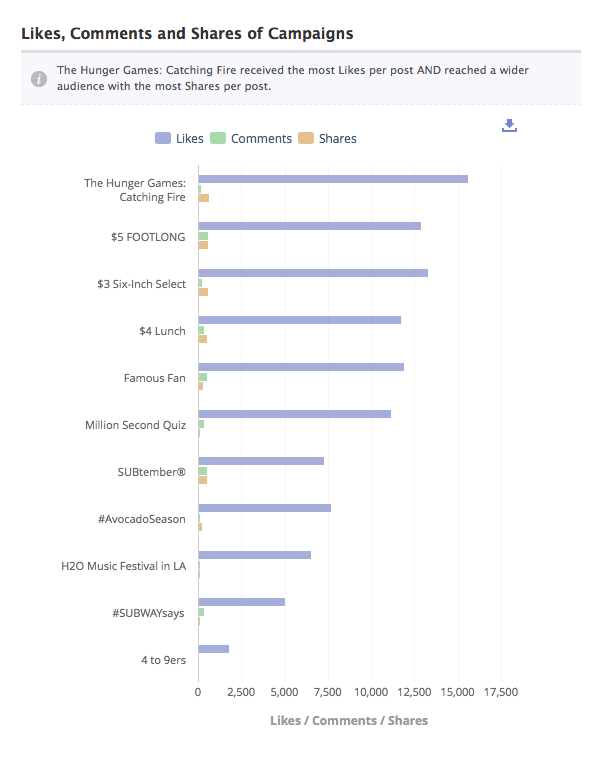 Likes, Comments and Shares of Campaigns
The Hunger Games: Catching Fire received the most Likes per post AND reached a wider
audience with the most Shares per post.
Likes Comments Shares
The Hunger Games:
Catching Fire
$5 FOOTLONG
$3 Six-Inch Select
$4 Lunch
Famous Fan
Million Second Quiz
SUBtember®
#AvocadoSeason
H2O Music Festival in LA
#SUBWAYsays
4 to 9ers
0 2,500 5,000 7,500 10,000 12,500 15,000 17,500
Likes / Comments / Shares